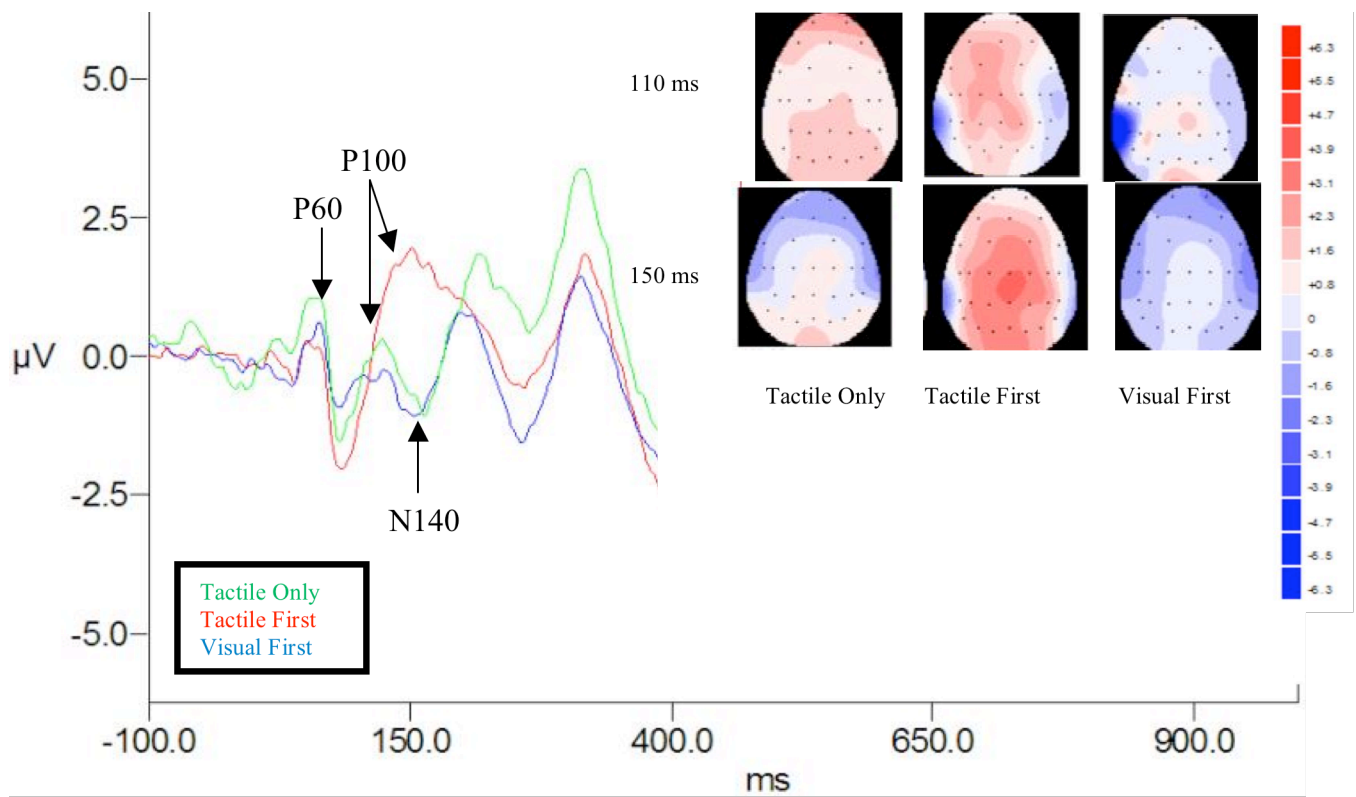 5.0
2.5
0.0
-2.5
-5.0
µV
P100
P60
N140
Tactile Only
Tactile First
Visual First
-100.0
150.0
400.0
650.0
900.0
ms
110 ms
150 ms
Tactile Only
Tactile First
Visual First
+6.3
+5.5
+4.7
+3.9
+3.1
+2.3
+1.6
+0.8
0
-0.8
-1.6
-2.3
-3.1
-3.9
-4.7
-5.5
-6.3